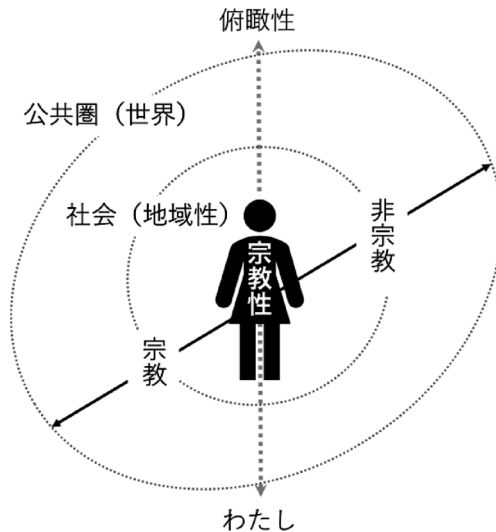 俯瞰性
公共圏（世界）
社会（地域性）
非宗教
宗教性
宗教
わたし